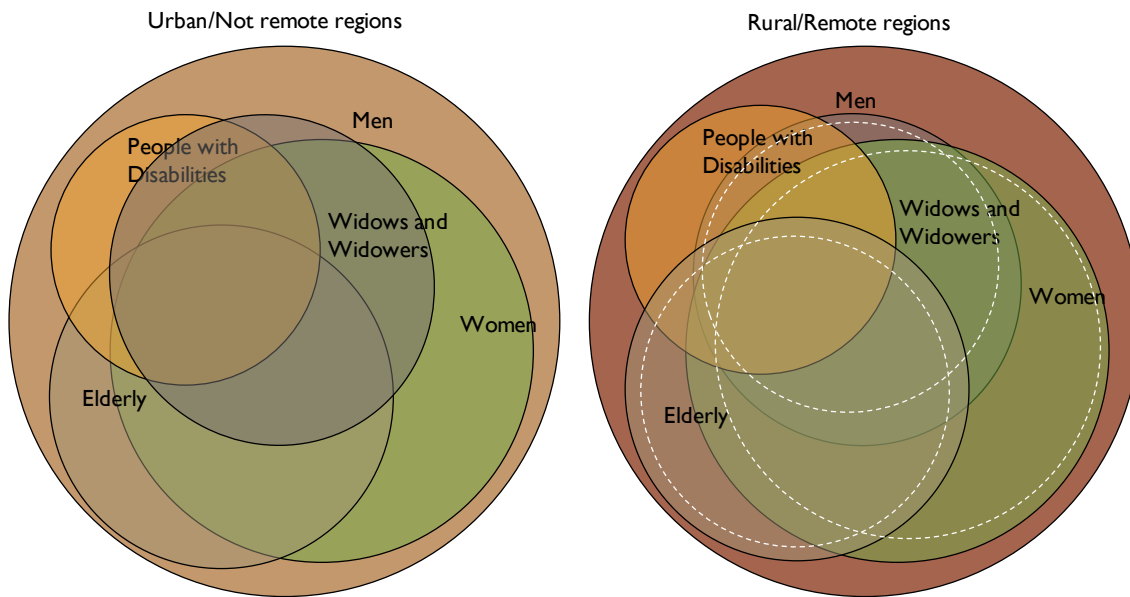 Urban/Not remote regions
Men
People with
Disabilities
Widows and
Widowers
Women
Elderly
Rural/Remote regions
Men
People with
Disabilities
Widows and
Widowers
Women
Elderly